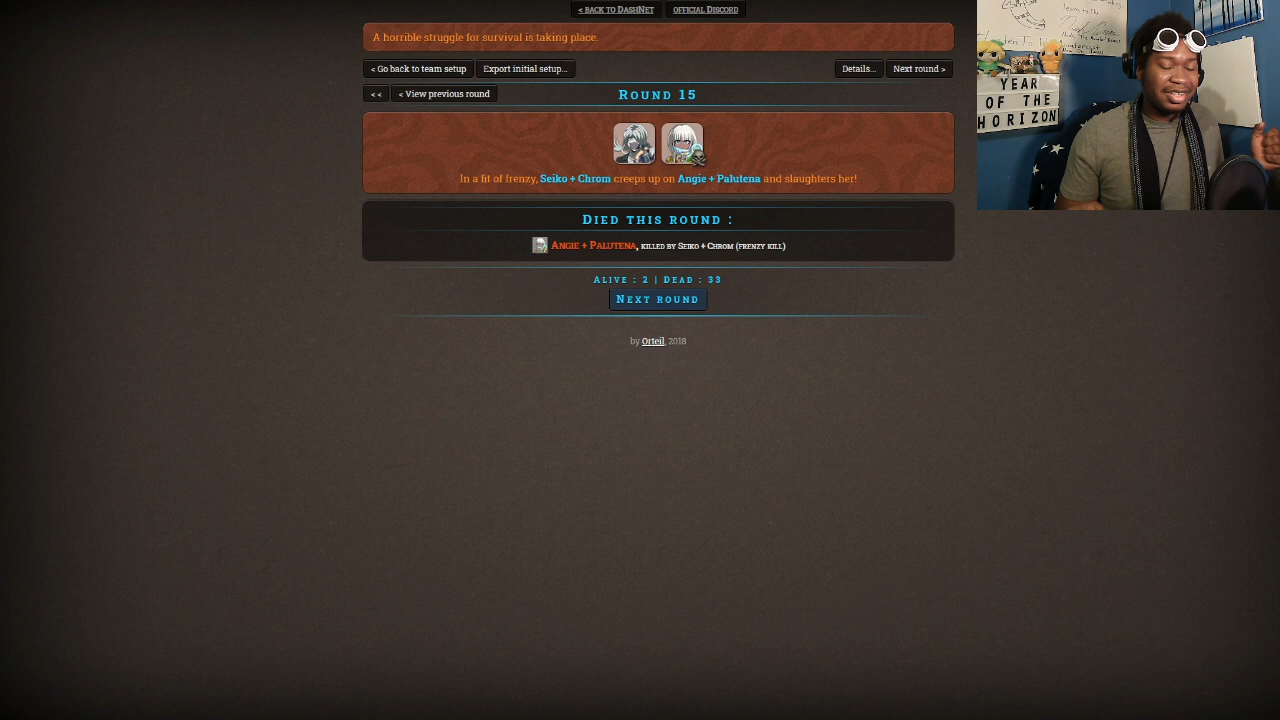 < BACK TO DASHNET OFFICIAL DISCORD
A horrible struggle for survival is taking place.
< Go back to team setup Export initial setup... Details... Next round >
< < < View previous round ROUND 15
In a fit of frenzy, Seiko + Chrom creeps up on Angie + Palutena and slaughters her!
DIED THIS ROUND :
ANGIE + PALUTENA, KILLED BY SEIKO + CHROM (FRENZY KILL)
ALIVE : 2 | DEAD : 33
NEXT ROUND
by Orteil, 2018
YEAR
OF THE
HORIZON